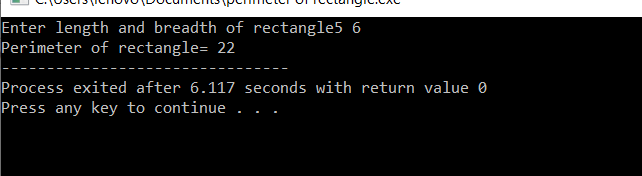 C:\Users\lenovo\Documents\perimeter of rectangle.exe
Enter length and breadth of rectangle5 6
Perimeter of rectangle= 22
--------------------------------
Process exited after 6.117 seconds with return value 0
Press any key to continue . . .